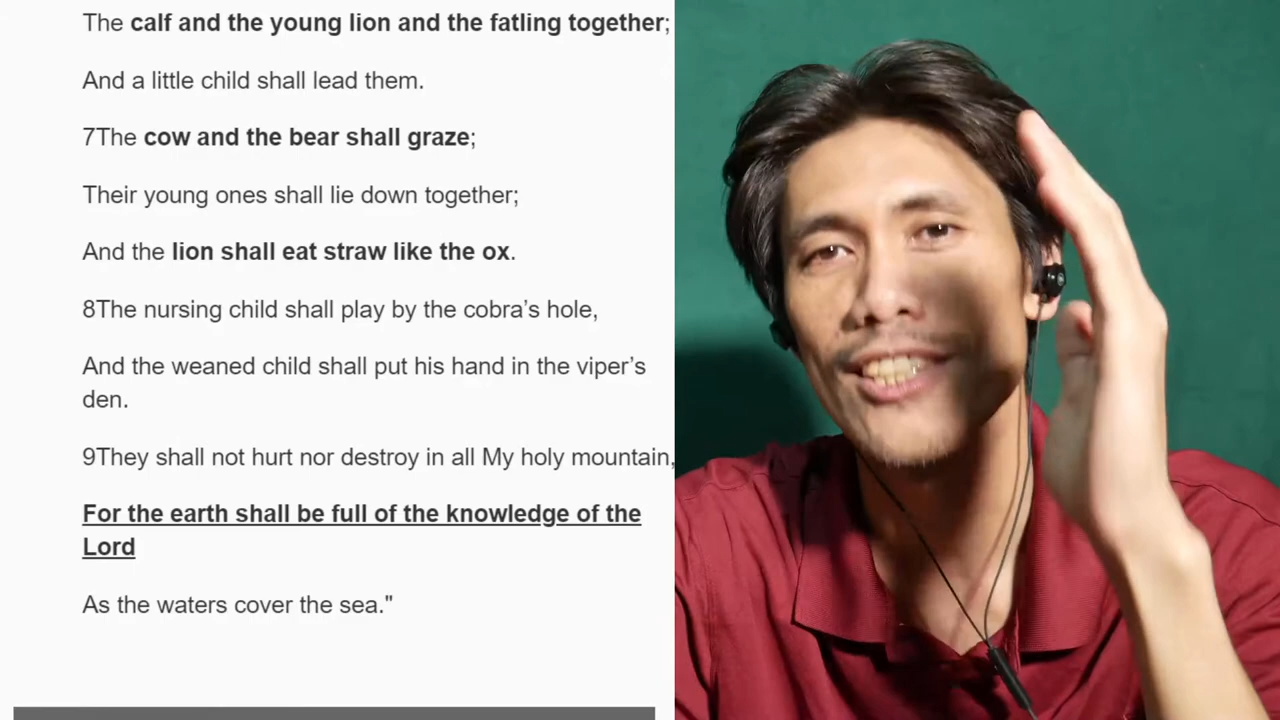 The calf and the young lion and the fatling together;
And a little child shall lead them.
7The cow and the bear shall graze;
Their young ones shall lie down together;
And the lion shall eat straw like the ox.
8The nursing child shall play by the cobra’s hole,
And the weaned child shall put his hand in the viper’s
den.
9They shall not hurt nor destroy in all My holy mountain,
For the earth shall be full of the knowledge of the
Lord
As the waters cover the sea."